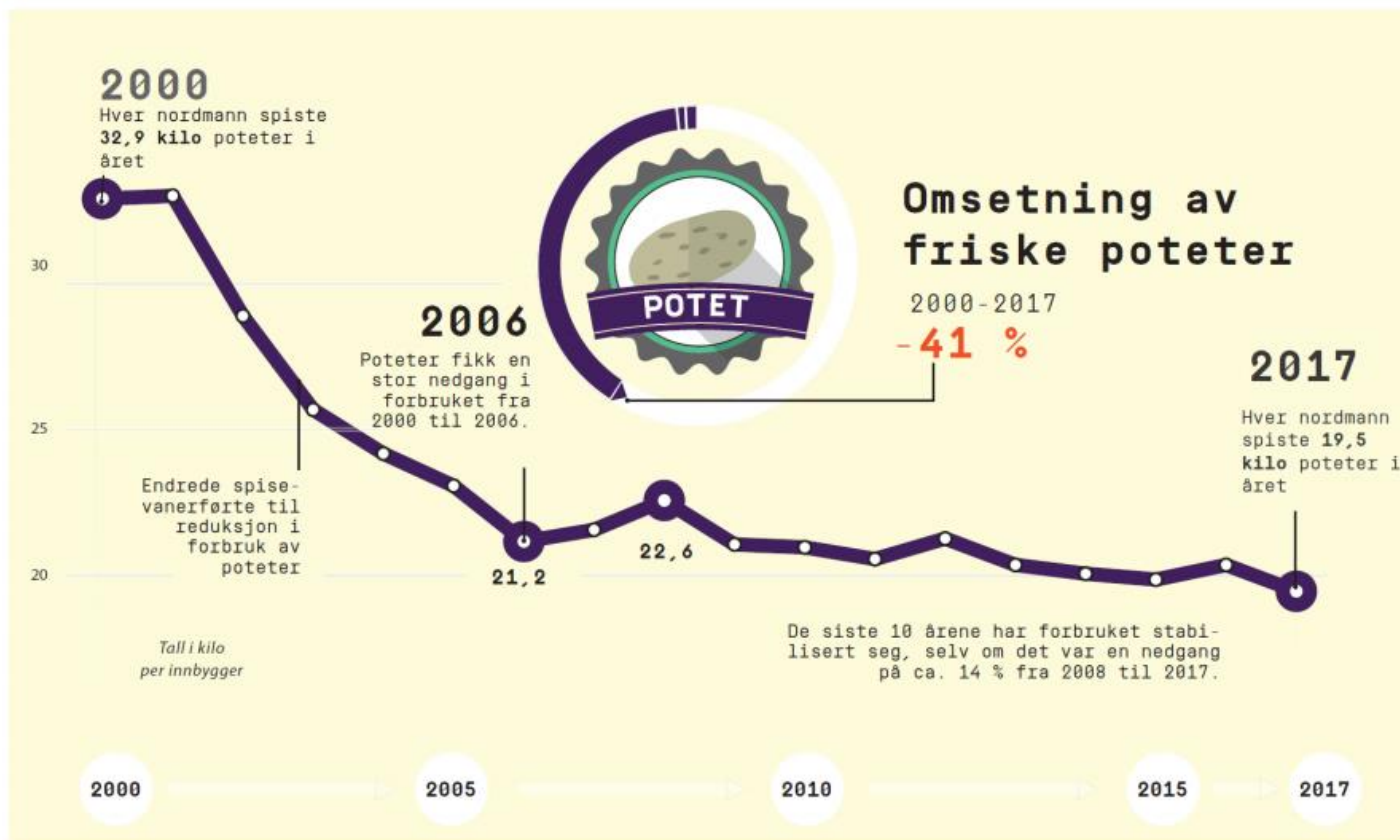 2000
Hver nordmann spiste
32,9 kilo poteter i
året
POTET
Omsetning av
friske poteter
2000-2017
-41 %
30
2006
Poteter fikk en
stor nedgang i
forbruket fra
2000 til 2006.
2017
Hver nordmann
spiste 19,5
kilo poteter i
året
25
Endrede spise-
vanerførte til
reduksjon i
forbruk av
poteter
22,6
21,2
20
De siste 10 årene har forbruket stabi-
lisert seg, selv om det var en nedgang
på ca. 14 % fra 2008 til 2017.
Tall i kilo
per innbygger
2000
2005
2010
2015
2017